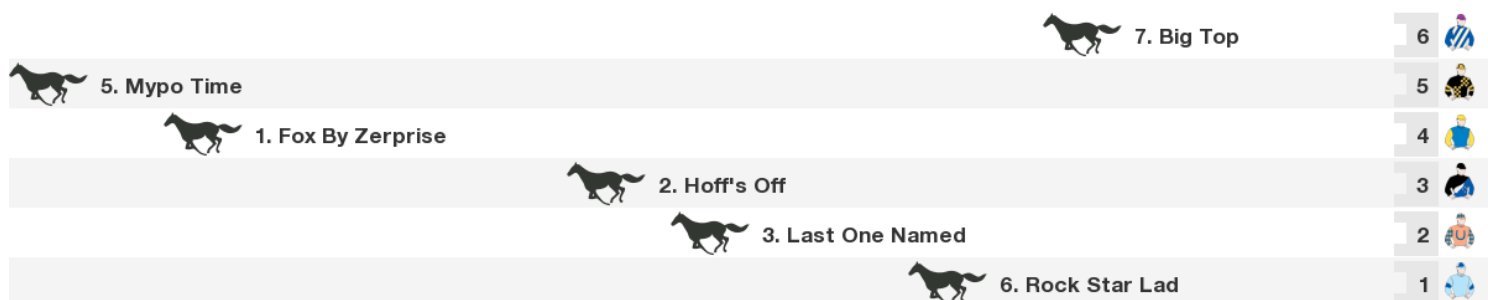 7. Big Top 6
5. Mypo Time 5
1. Fox By Zerprise 4
2. Hoff's Off 3
3. Last One Named 2
6. Rock Star Lad 1